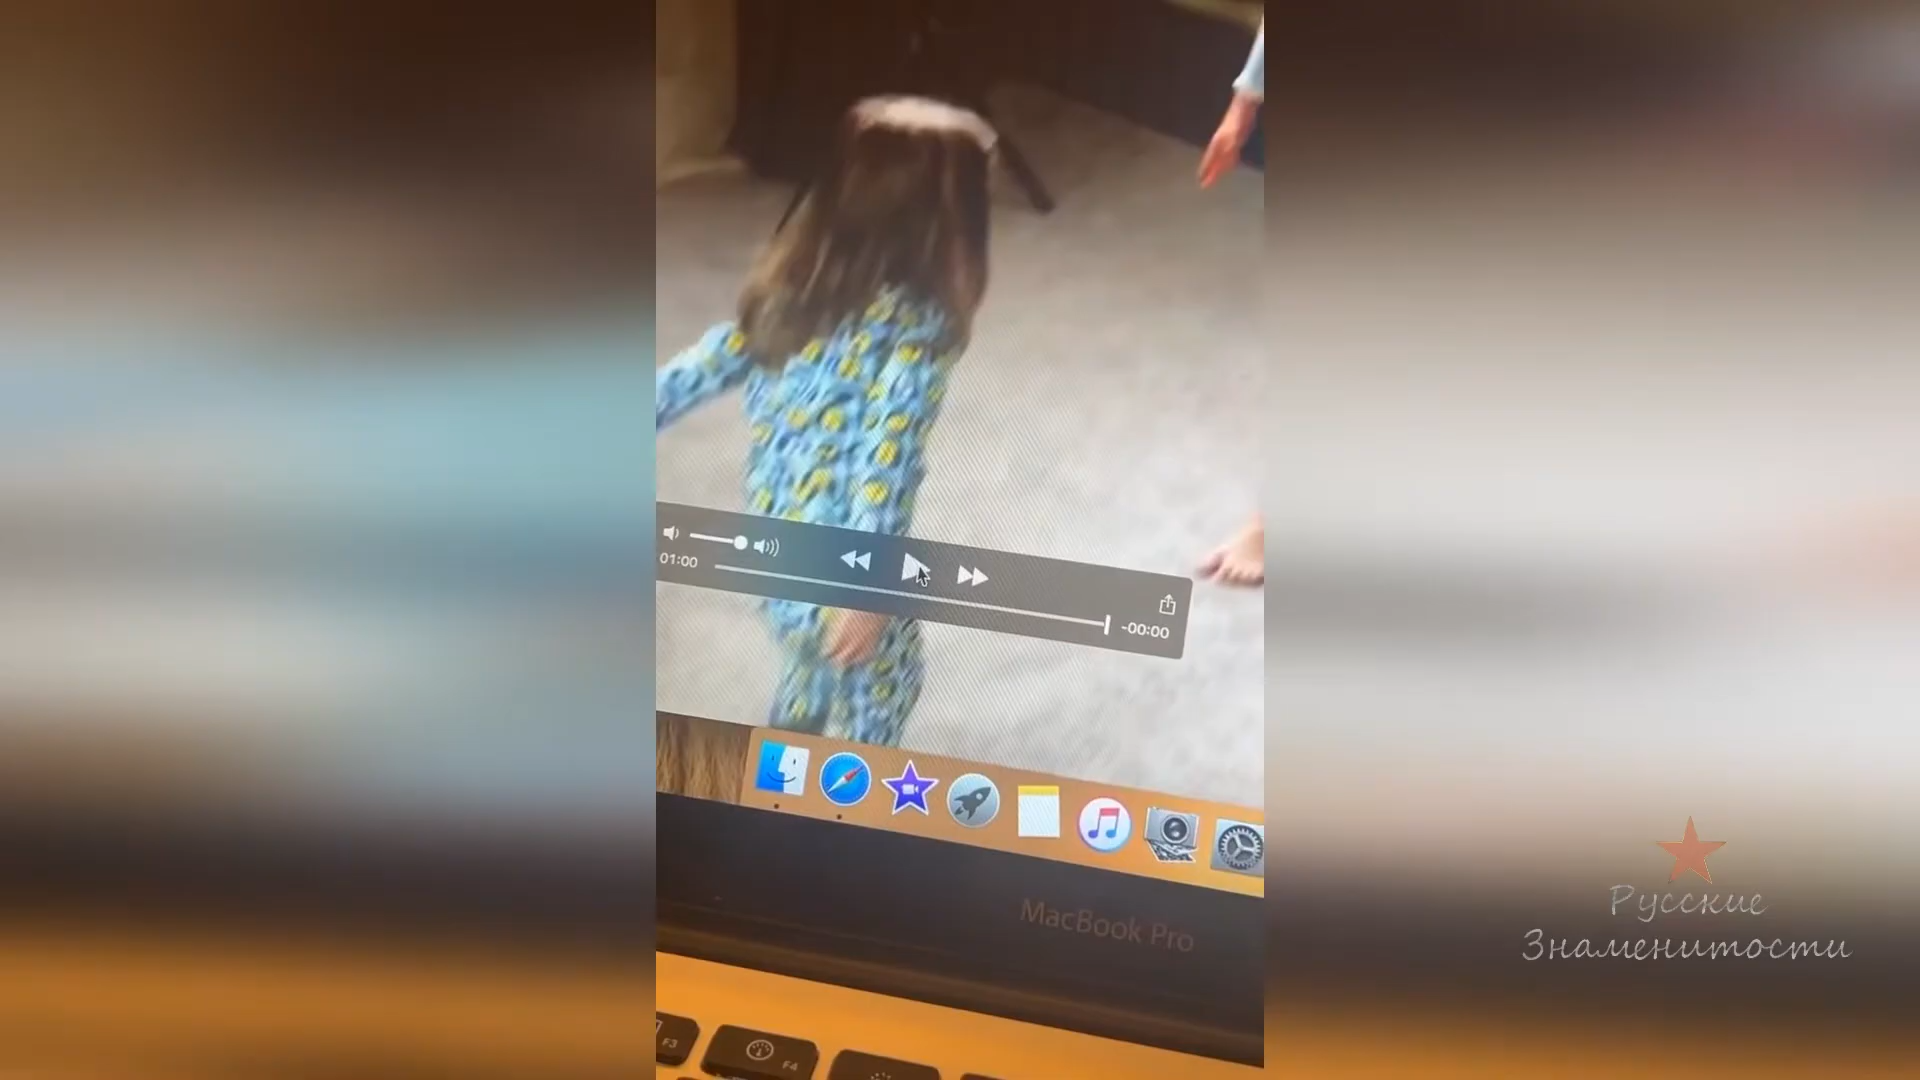 01:00
-00:00
MacBook Pro
F3
F4
Русские
Знаменитости